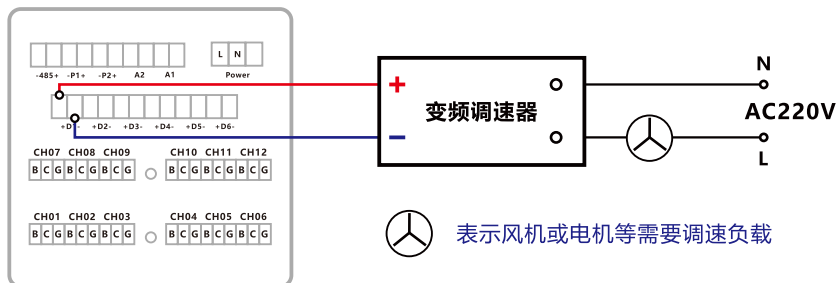 L N
-485+ -P1+ -P2+ A2 A1 Power
+D1- +D2- +D3- +D4- +D5- +D6-
+
变频调速器
−
N
AC220V
L
CH07 CH08 CH09 CH10 CH11 CH12
B C G B C G B C G B C G B C G B C G
CH01 CH02 CH03 CH04 CH05 CH06
B C G B C G B C G B C G B C G B C G
表示风机或电机等需要调速负载